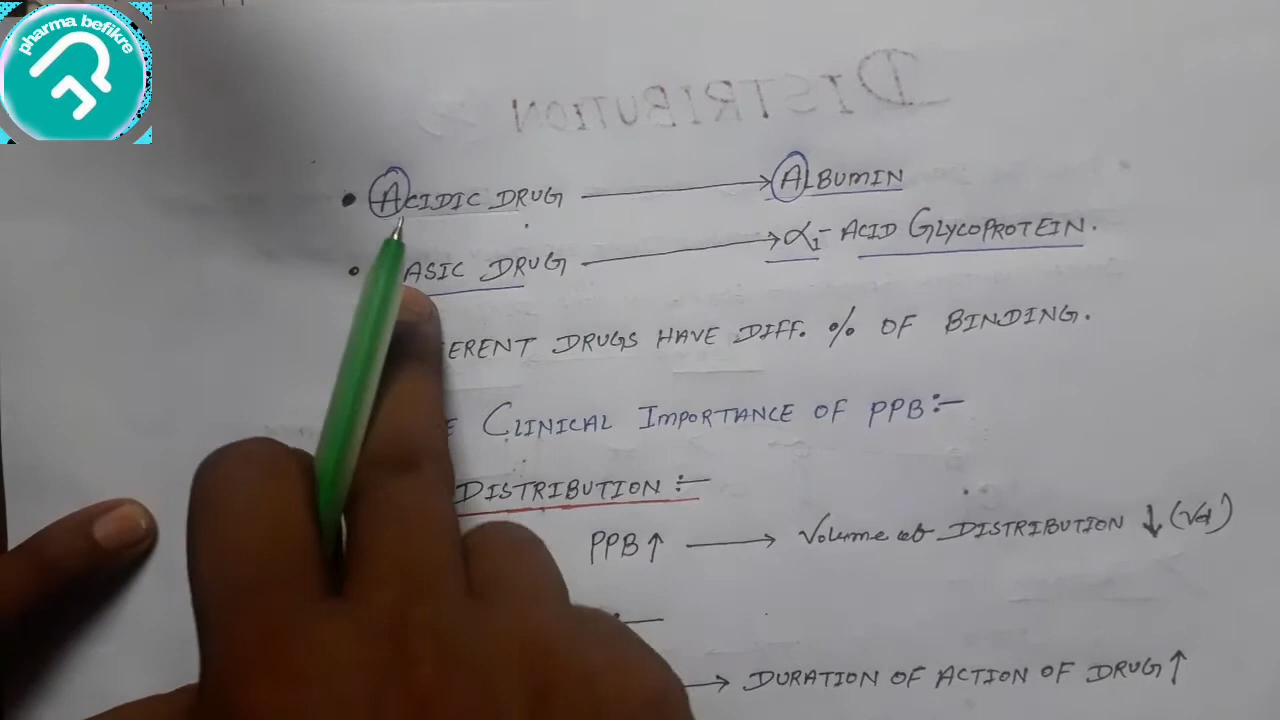 pharma befikre
DISTRIBUTION
• ACIDIC DRUG → ALBUMIN
• ASIC DRUG → α1- ACID GLYCOPROTEIN.
ERENT DRUGS HAVE DIFF. % OF BINDING.
E CLINICAL IMPORTANCE OF PPB:-
DISTRIBUTION :-
PPB↑ → Volume of DISTRIBUTION ↓ (Vd)
→ DURATION OF ACTION OF DRUG↑